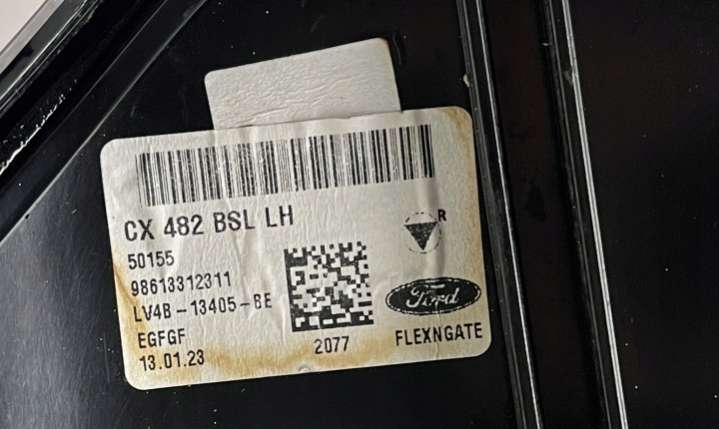 CX 482 BSL LH
R
50155
98613312311
LV4B-13405-BE
EGFGF
13.01.23
2077
Ford
FLEXNGATE